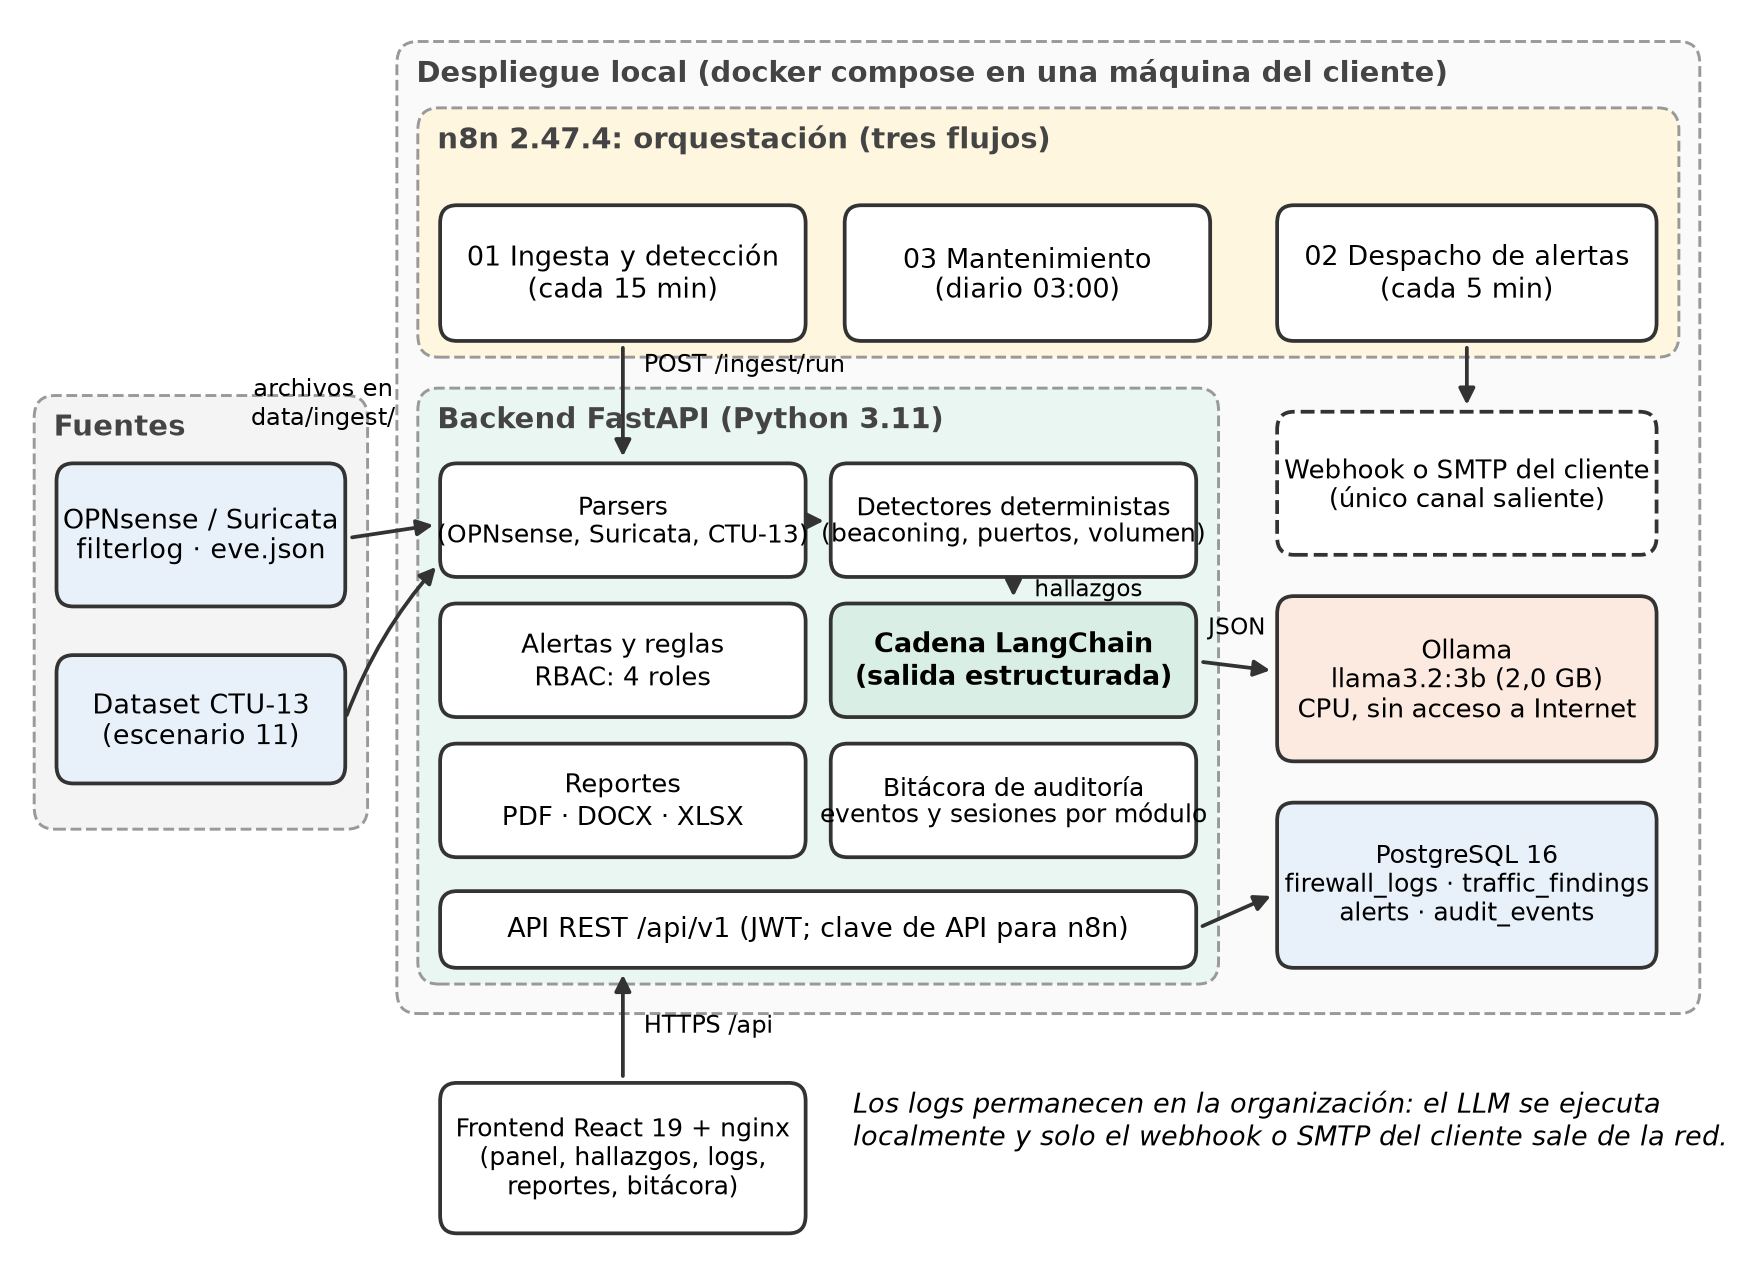 Despliegue local (docker compose en una máquina del cliente)
n8n 2.47.4: orquestación (tres flujos)
01 Ingesta y detección
(cada 15 min)
03 Mantenimiento
(diario 03:00)
02 Despacho de alertas
(cada 5 min)
POST /ingest/run
archivos en
data/ingest/
Fuentes
OPNsense / Suricata
filterlog · eve.json
Dataset CTU-13
(escenario 11)
Backend FastAPI (Python 3.11)
Parsers
(OPNsense, Suricata, CTU-13)
Detectores deterministas
(beaconing, puertos, volumen)
hallazgos
Alertas y reglas
RBAC: 4 roles
Cadena LangChain
(salida estructurada)
JSON
Reportes
PDF · DOCX · XLSX
Bitácora de auditoría
eventos y sesiones por módulo
API REST /api/v1 (JWT; clave de API para n8n)
Webhook o SMTP del cliente
(único canal saliente)
Ollama
llama3.2:3b (2,0 GB)
CPU, sin acceso a Internet
PostgreSQL 16
firewall_logs · traffic_findings
alerts · audit_events
HTTPS /api
Frontend React 19 + nginx
(panel, hallazgos, logs,
reportes, bitácora)
Los logs permanecen en la organización: el LLM se ejecuta
localmente y solo el webhook o SMTP del cliente sale de la red.